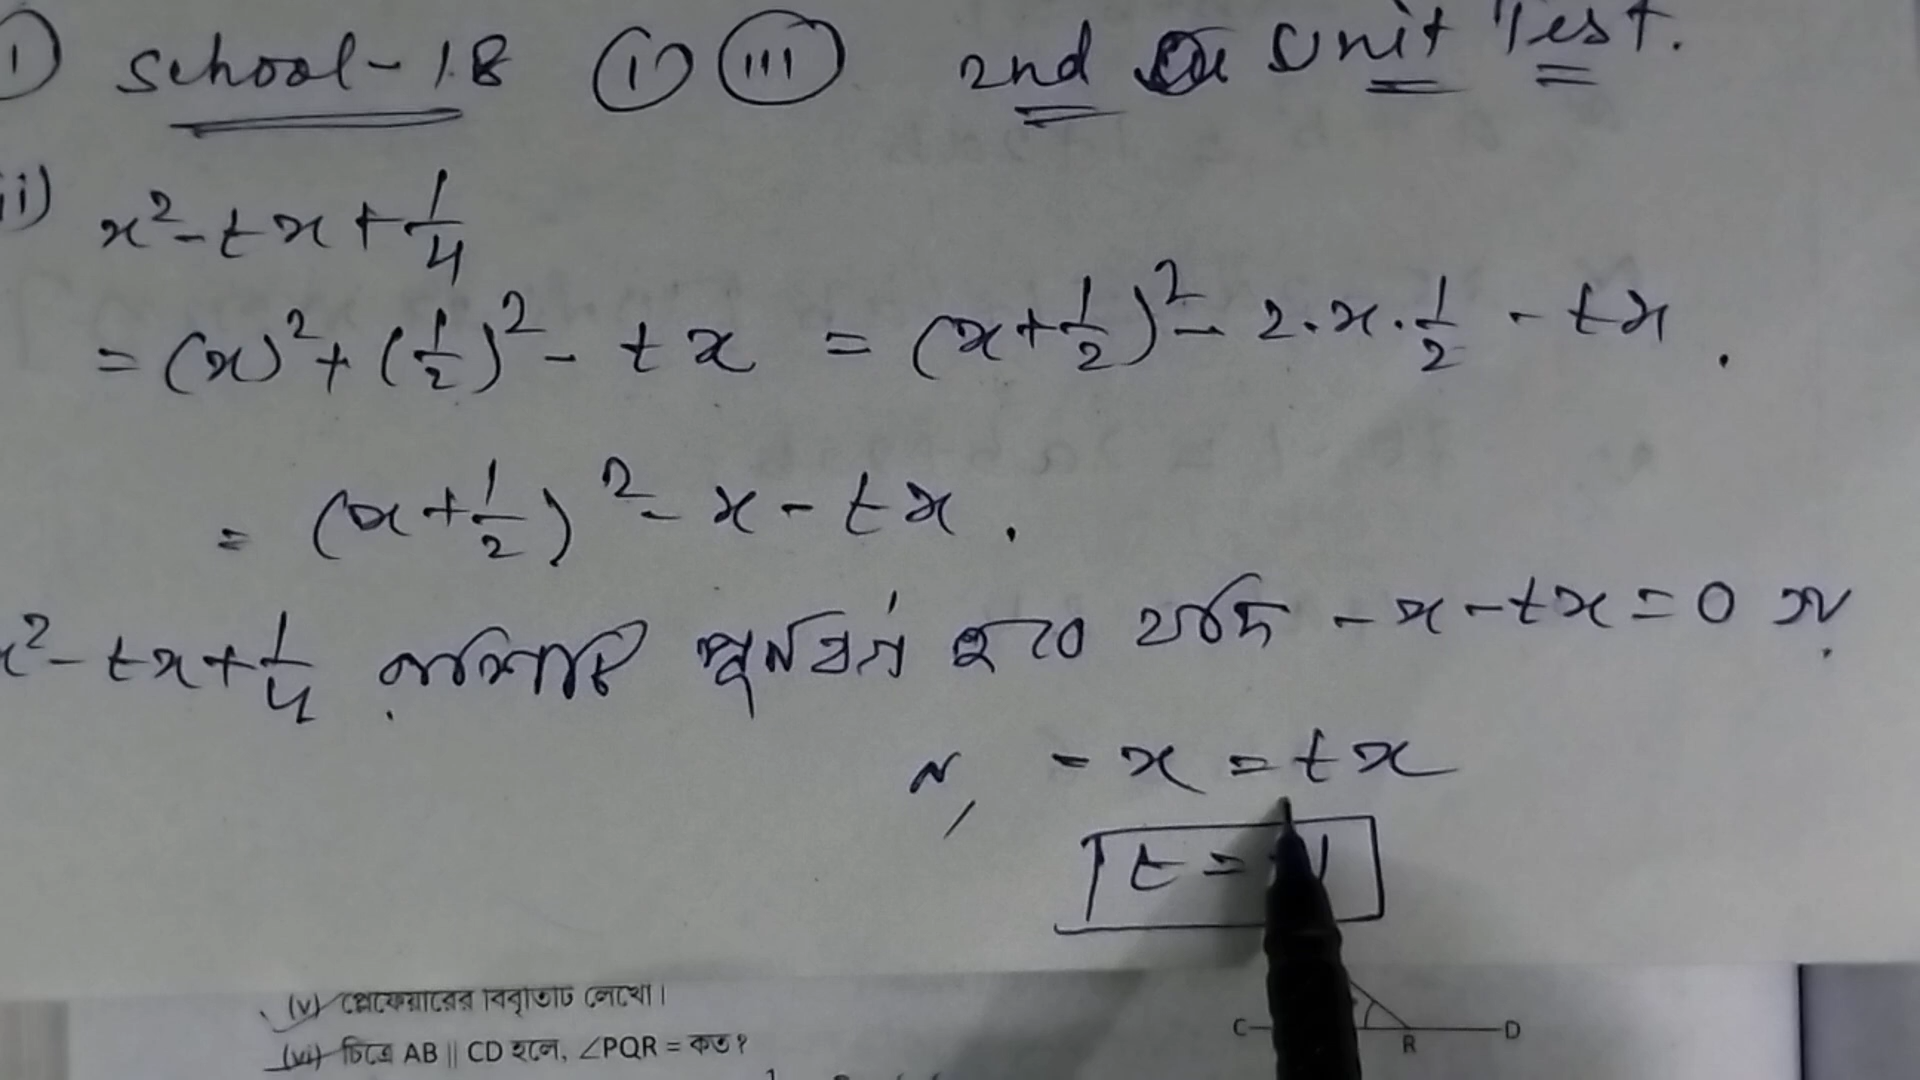 ① School-18 ① ⅲ 2nd Unit Test.
ii) x² - tx + 1/4
= (x)² + (1/2)² - tx = (x + 1/2)² - 2.x.1/2 - tx.
= (x + 1/2)² - x - tx.
x² - tx + 1/4 রাশিটি পূর্ণবর্গ হবে যদি - x - tx = 0 হয়
বা, - x = tx
t = -1
(v) প্লেফেয়ারের বিবৃতিটি লেখো।
(vi) চিত্রে AB || CD হলে, ∠PQR = কত?
C R D